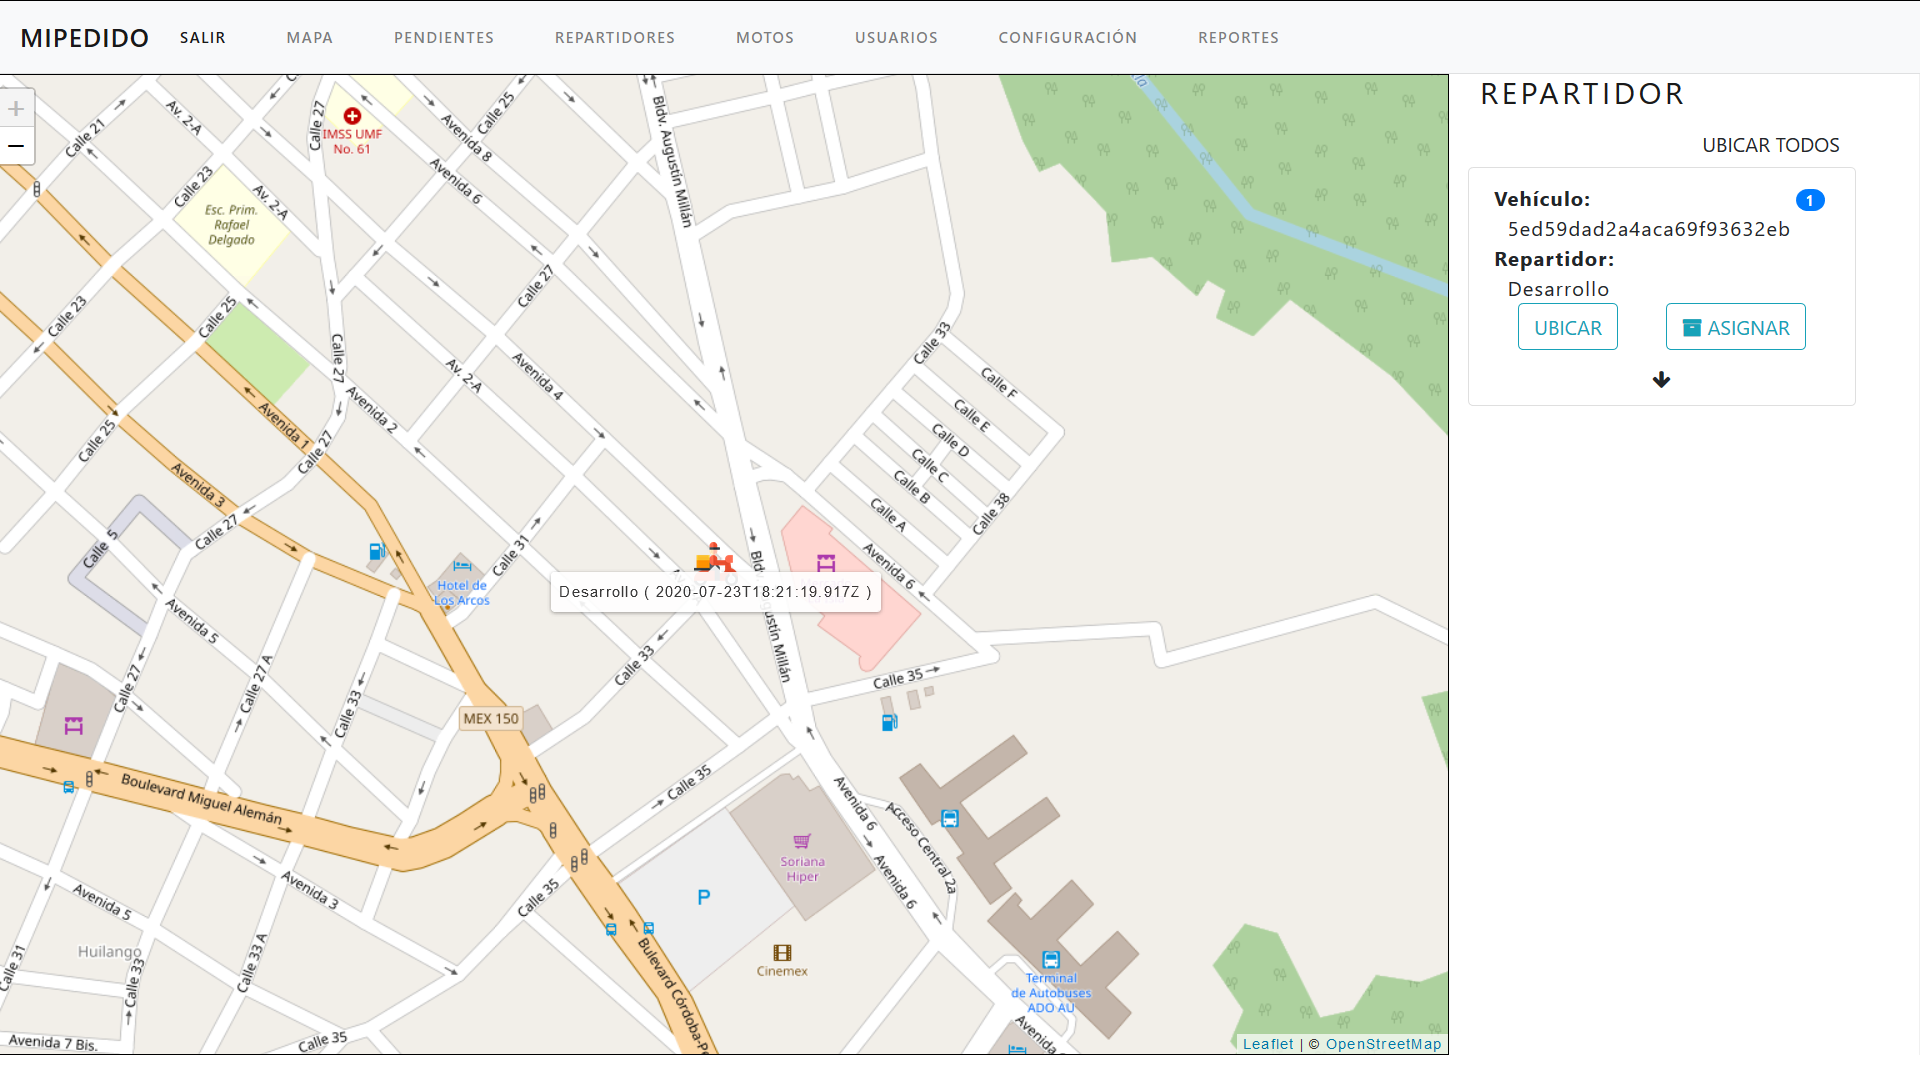 MIPEDIDO SALIR MAPA PENDIENTES REPARTIDORES MOTOS USUARIOS CONFIGURACIÓN REPORTES
+
−
REPARTIDOR
UBICAR TODOS
Vehículo: 1
5ed59dad2a4aca69f93632eb
Repartidor:
Desarrollo
UBICAR ASIGNAR
Calle 21
Av. 2-A
Calle 27
IMSS UMF
No. 61
Calle 25
Avenida 8
Avenida 6
Bldv. Augustín Millán
Calle 23
Av. 2-A
Esc. Prim.
Rafael
Delgado
Calle 27
Calle 23
Calle 25
Calle 27
Calle 33
Av. 2-A
Avenida 4
Calle F
Avenida 2
Calle E
Avenida 1
Calle D
Calle 25
Calle 27
Calle C
Avenida 3
Calle B
Calle A
Calle 38
Calle 27
Calle 5
Calle 31
Avenida 6
Hotel de
Los Arcos
Desarrollo ( 2020-07-23T18:21:19.917Z )
Avenida 5
Calle 33
Calle 27
Calle 27 A
Calle 33
Calle 35
MEX 150
Boulevard Miguel Alemán
Calle 35
Avenida 6
Acceso Central 2a
Soriana
Hiper
Avenida 6
P
Avenida 3
Avenida 5
Calle 35
Huilango
Calle 31
Calle 33
Calle 33 A
Cinemex
Bulevard Córdoba-Pe
Terminal
de Autobuses
ADO AU
Avenida 6
Avenida 7 Bis.
Calle 35
Leaflet | © OpenStreetMap